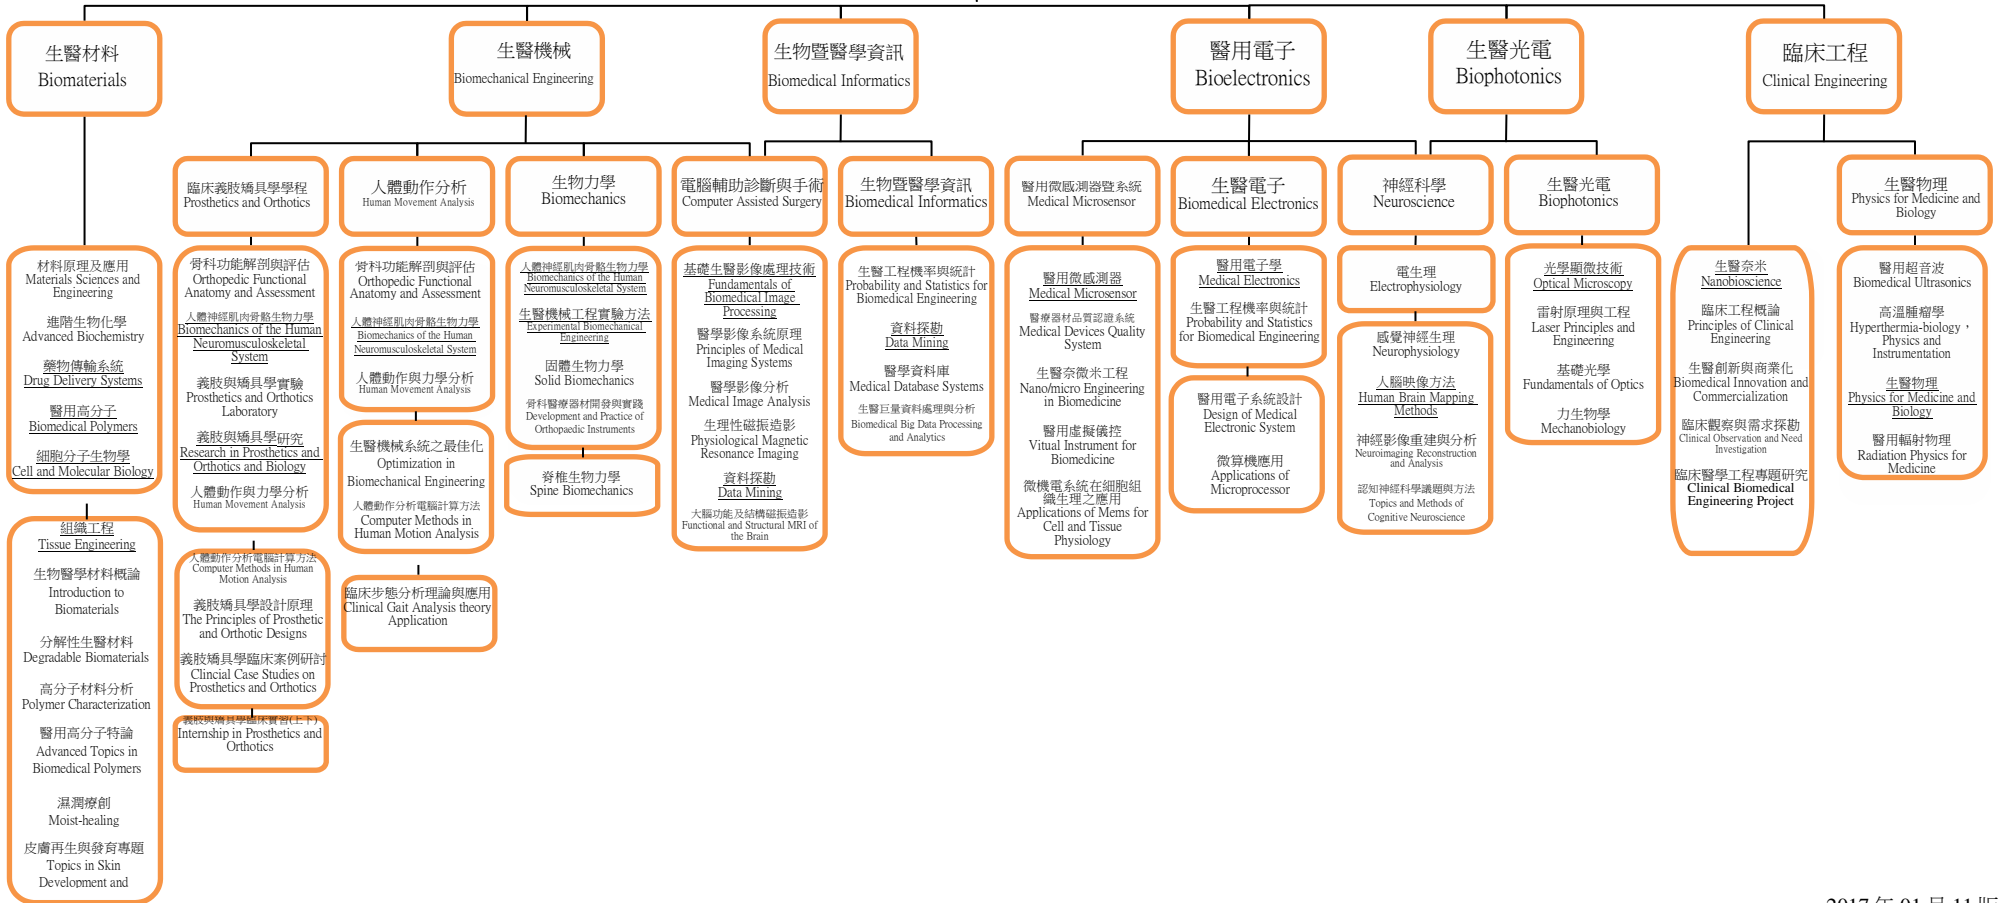 生醫材料
Biomaterials
生醫機械
Biomechanical Engineering
生物暨醫學資訊
Biomedical Informatics
醫用電子
Bioelectronics
生醫光電
Biophotonics
臨床工程
Clinical Engineering
臨床義肢矯具學學程
Prosthetics and Orthotics
人體動作分析
Human Movement Analysis
生物力學
Biomechanics
電腦輔助診斷與手術
Computer Assisted Surgery
生物暨醫學資訊
Biomedical Informatics
醫用微感測器暨系統
Medical Microsensor
生醫電子
Biomedical Electronics
神經科學
Neuroscience
生醫光電
Biophotonics
生醫物理
Physics for Medicine and
Biology
材料原理及應用
Materials Sciences and
Engineering
進階生物化學
Advanced Biochemistry
藥物傳輸系統
Drug Delivery Systems
醫用高分子
Biomedical Polymers
細胞分子生物學
Cell and Molecular Biology
組織工程
Tissue Engineering
生物醫學材料概論
Introduction to
Biomaterials
分解性生醫材料
Degradable Biomaterials
高分子材料分析
Polymer Characterization
醫用高分子特論
Advanced Topics in
Biomedical Polymers
濕潤療創
Moist-healing
皮膚再生與發育專題
Topics in Skin
Development and
骨科功能解剖與評估
Orthopedic Functional
Anatomy and Assessment
人體神經肌肉骨骼生物力學
Biomechanics of the Human
Neuromusculoskeletal
System
義肢與矯具學實驗
Prosthetics and Orthotics
Laboratory
義肢與矯具學研究
Research in Prosthetics and
Orthotics and Biology
人體動作與力學分析
Human Movement Analysis
人體動作分析電腦計算方法
Computer Methods in Human
Motion Analysis
義肢矯具學設計原理
The Principles of Prosthetic
and Orthotic Designs
義肢矯具學臨床案例研討
Clincial Case Studies on
Prosthetics and Orthotics
義肢與矯具學臨床實習(上下)
Internship in Prosthetics and
Orthotics
骨科功能解剖與評估
Orthopedic Functional
Anatomy and Assessment
人體神經肌肉骨骼生物力學
Biomechanics of the Human
Neuromusculoskeletal System
人體動作與力學分析
Human Movement Analysis
生醫機械系統之最佳化
Optimization in
Biomechanical Engineering
人體動作分析電腦計算方法
Computer Methods in
Human Motion Analysis
臨床步態分析理論與應用
Clinical Gait Analysis theory
Application
人體神經肌肉骨骼生物力學
Biomechanics of the Human
Neuromusculoskeletal System
生醫機械工程實驗方法
Experimental Biomechanical
Engineering
固體生物力學
Solid Biomechanics
骨科醫療器材開發與實踐
Development and Practice of
Orthopaedic Instruments
脊椎生物力學
Spine Biomechanics
基礎生醫影像處理技術
Fundamentals of
Biomedical Image
Processing
醫學影像系統原理
Principles of Medical
Imaging Systems
醫學影像分析
Medical Image Analysis
生理性磁振造影
Physiological Magnetic
Resonance Imaging
資料探勘
Data Mining
大腦功能及結構磁振造影
Functional and Structural MRI of
the Brain
生醫工程機率與統計
Probability and Statistics for
Biomedical Engineering
資料探勘
Data Mining
醫學資料庫
Medical Database Systems
生醫巨量資料處理與分析
Biomedical Big Data Processing
and Analytics
醫用微感測器
Medical Microsensor
醫療器材品質認證系統
Medical Devices Quality
System
生醫奈微米工程
Nano/micro Engineering
in Biomedicine
醫用虛擬儀控
Vitual Instrument for
Biomedicine
微機電系統在細胞組
織生理之應用
Applications of Mems for
Cell and Tissue
Physiology
醫用電子學
Medical Electronics
生醫工程機率與統計
Probability and Statistics
for Biomedical Engineering
醫用電子系統設計
Design of Medical
Electronic System
微算機應用
Applications of
Microprocessor
電生理
Electrophysiology
感覺神經生理
Neurophysiology
人腦映像方法
Human Brain Mapping
Methods
神經影像重建與分析
Neuroimaging Reconstruction
and Analysis
認知神經科學議題與方法
Topics and Methods of
Cognitive Neuroscience
光學顯微技術
Optical Microscopy
雷射原理與工程
Laser Principles and
Engineering
基礎光學
Fundamentals of Optics
力生物學
Mechanobiology
生醫奈米
Nanobioscience
臨床工程概論
Principles of Clinical
Engineering
生醫創新與商業化
Biomedical Innovation and
Commercialization
臨床觀察與需求探勘
Clinical Observation and Need
Investigation
臨床醫學工程專題研究
Clinical Biomedical
Engineering Project
醫用超音波
Biomedical Ultrasonics
高溫腫瘤學
Hyperthermia-biology，
Physics and
Instrumentation
生醫物理
Physics for Medicine and
Biology
醫用輻射物理
Radiation Physics for
Medicine
2017 年 01 月 11 版